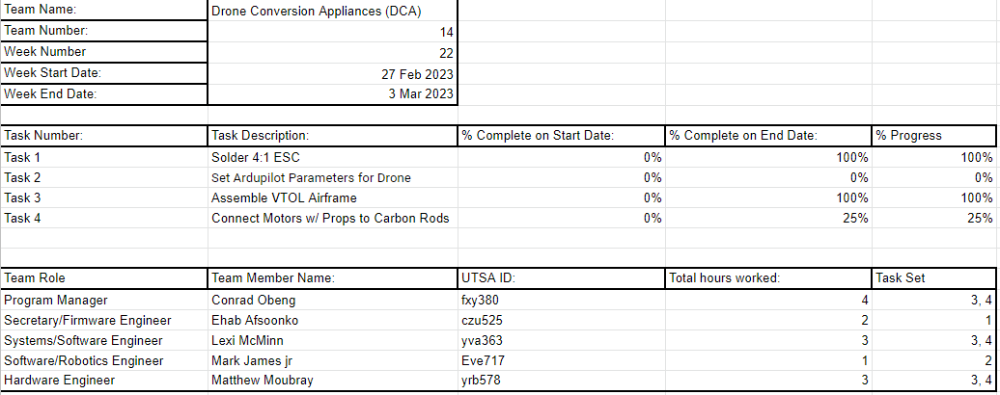 Team Name: Drone Conversion Appliances (DCA)
Team Number: 14
Week Number 22
Week Start Date: 27 Feb 2023
Week End Date: 3 Mar 2023
Task Number: Task Description: % Complete on Start Date: % Complete on End Date: % Progress
Task 1 Solder 4:1 ESC 0% 100% 100%
Task 2 Set Ardupilot Parameters for Drone 0% 0% 0%
Task 3 Assemble VTOL Airframe 0% 100% 100%
Task 4 Connect Motors w/ Props to Carbon Rods 0% 25% 25%
Team Role Team Member Name: UTSA ID: Total hours worked: Task Set
Program Manager Conrad Obeng fxy380 4 3, 4
Secretary/Firmware Engineer Ehab Afsoonko czu525 2 1
Systems/Software Engineer Lexi McMinn yva363 3 3, 4
Software/Robotics Engineer Mark James jr Eve717 1 2
Hardware Engineer Matthew Moubray yrb578 3 3, 4